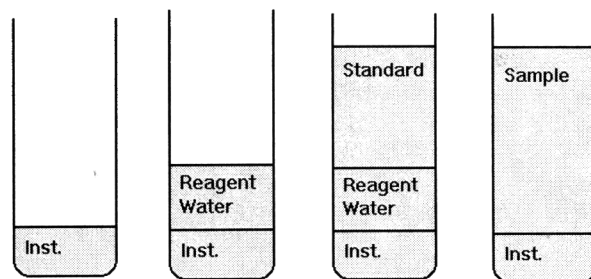 Inst.
Reagent
Water
Inst.
Standard
Reagent
Water
Inst.
Sample
Inst.